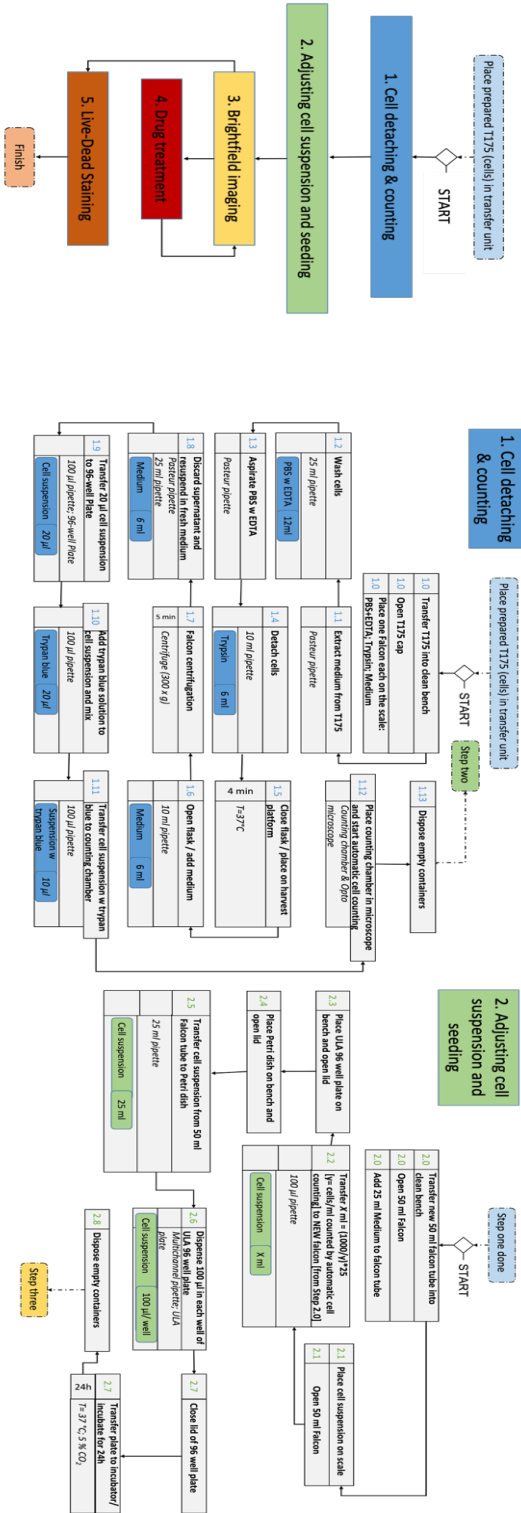 Place prepared T175 (cells) in transfer unit
START
1. Cell detaching & counting
2. Adjusting cell suspension and seeding
3. Brightfield imaging
4. Drug treatment
5. Live-Dead Staining
Finish
1. Cell detaching
& counting
Place prepared T175 (cells) in transfer unit
START
1.0
Transfer T175 into clean bench
1.0
Open T175 cap
1.0
Place one Falcon each on the scale:
PBS+EDTA; Trypsin; Medium
1.1
Extract medium from T175
Pasteur pipette
1.2
Wash cells
25 ml pipette
PBS w EDTA 12ml
1.3
Aspirate PBS w EDTA
Pasteur pipette
1.4
Detach cells
10 ml pipette
Trypsin 6 ml
1.5
Close flask / place on harvest
platform
4 min
T=37°C
1.6
Open flask / add medium
10 ml pipette
Medium 6 ml
1.7
Falcon centrifugation
5 min
Centrifuge (300 x g)
1.8
Discard supernatant and
resuspend in fresh medium
Pasteur pipette
25 ml pipette
Medium 6 ml
1.9
Transfer 20 µl cell suspension
to 96-well Plate
100 µl pipette; 96-well Plate
Cell suspension 20 µl
1.10
Add trypan blue solution to
cell suspension and mix
100 µl pipette
Trypan blue 20 µl
1.11
Transfer cell suspension w trypan
blue to counting chamber
100 µl pipette
Suspension w
trypan blue 10 µl
1.12
Place counting chamber in microscope
and start automatic cell counting
Counting chamber & Opto
microscope
1.13
Dispose empty containers
Step two
2. Adjusting cell
suspension and
seeding
Step one done
START
2.0
Transfer new 50 ml falcon tube into
clean bench
2.0
Open 50 ml Falcon
2.0
Add 25 ml Medium to falcon tube
2.1
Place cell suspension on scale
2.1
Open 50 ml Falcon
2.2
Transfer X ml = (1000/y)*25
[y= cells/ml counted by automatic cell
counting] to NEW falcon [from Step 2.0]
100 µl pipette
Cell suspension X ml
2.3
Place ULA 96 well plate on
bench and open lid
2.4
Place Petri dish on bench and
open lid
2.5
Transfer cell suspension from 50 ml
Falcon tube to Petri dish
25 ml pipette
Cell suspension 25 ml
2.6
Dispense 100 µl in each well of
ULA 96 well plate
Multichannel pipette; ULA
plate
Cell suspension 100 µl/ well
2.7
Close lid of 96 well plate
2.7
Transfer plate to incubator/
incubate for 24h
24h
T= 37 °C; 5 % CO₂
2.8
Dispose empty containers
Step three